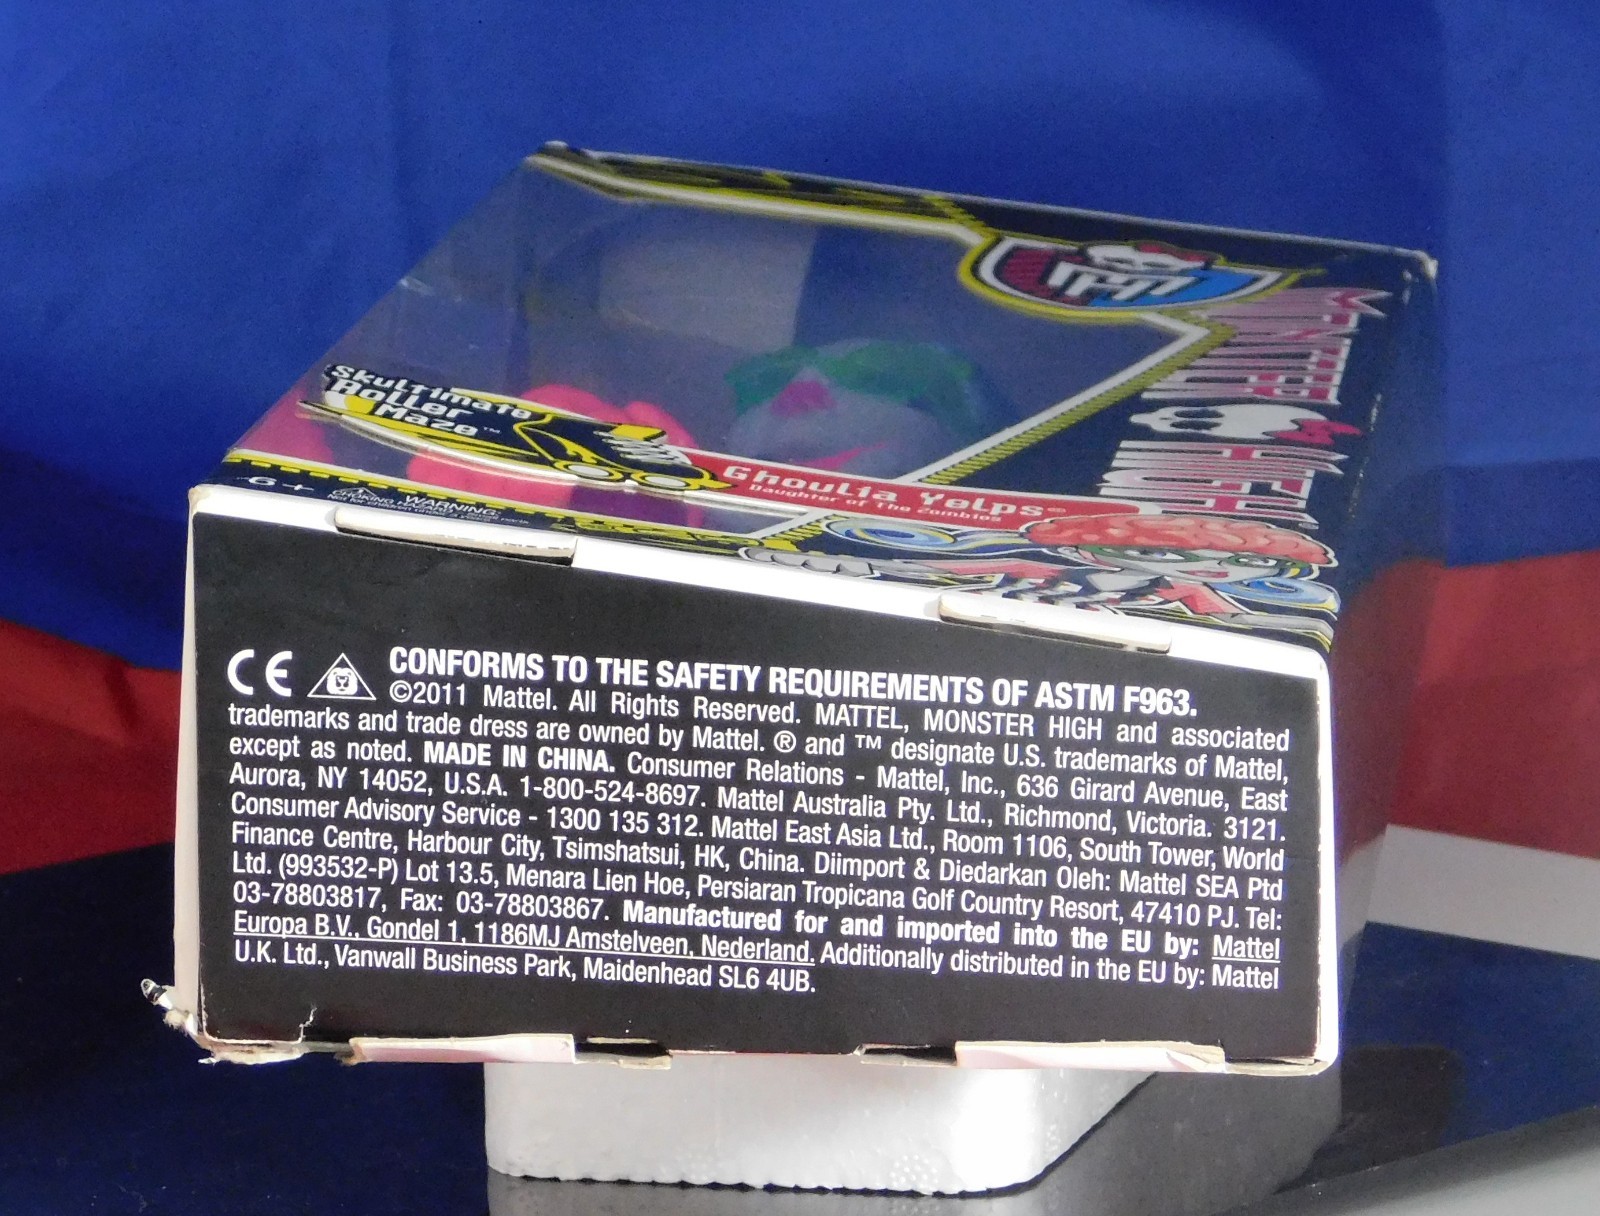 MONSTER HIGH
Skultimate
Roller
Maze™
Ghoulia Yelps®
Daughter of The Zombies
6+
WARNING:
CHOKING HAZARD
CE
CONFORMS TO THE SAFETY REQUIREMENTS OF ASTM F963.
©2011 Mattel. All Rights Reserved. MATTEL, MONSTER HIGH and associated
trademarks and trade dress are owned by Mattel. ® and ™ designate U.S. trademarks of Mattel,
except as noted. MADE IN CHINA. Consumer Relations - Mattel, Inc., 636 Girard Avenue, East
Aurora, NY 14052, U.S.A. 1-800-524-8697. Mattel Australia Pty. Ltd., Richmond, Victoria. 3121.
Consumer Advisory Service - 1300 135 312. Mattel East Asia Ltd., Room 1106, South Tower, World
Finance Centre, Harbour City, Tsimshatsui, HK, China. Diimport & Diedarkan Oleh: Mattel SEA Ptd
Ltd. (993532-P) Lot 13.5, Menara Lien Hoe, Persiaran Tropicana Golf Country Resort, 47410 PJ. Tel:
03-78803817, Fax: 03-78803867. Manufactured for and imported into the EU by: Mattel
Europa B.V., Gondel 1, 1186MJ Amstelveen, Nederland. Additionally distributed in the EU by: Mattel
U.K. Ltd., Vanwall Business Park, Maidenhead SL6 4UB.